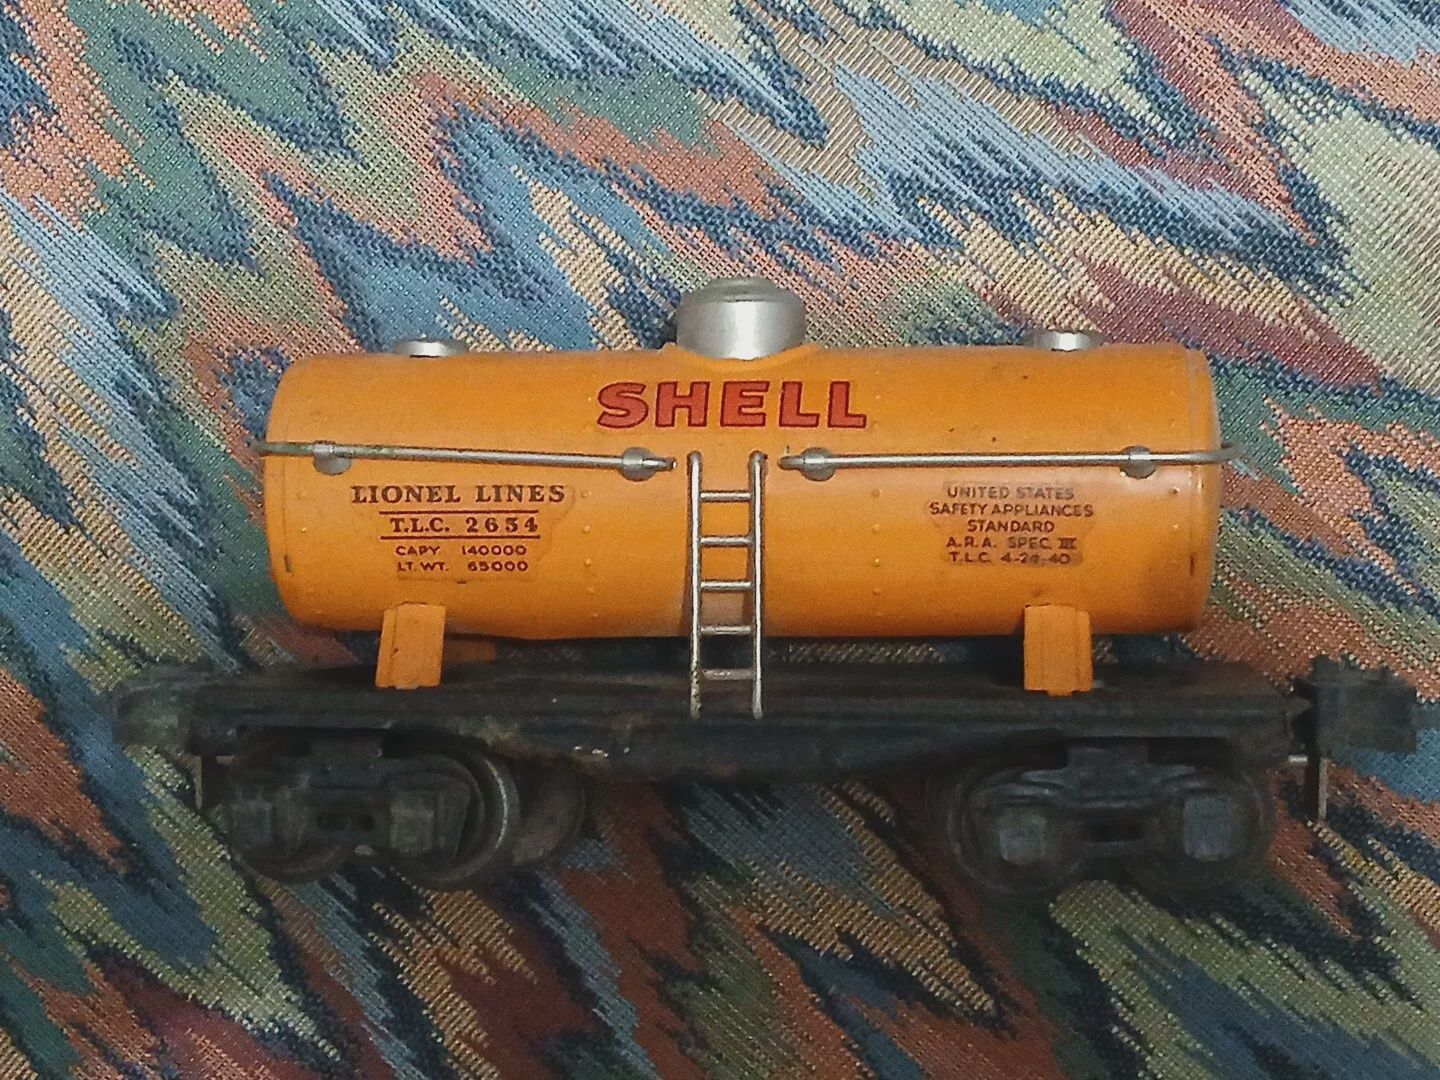 SHELL
LIONEL LINES
T.L.C. 2654
CAPY. 140000
LT. WT. 65000
UNITED STATES
SAFETY APPLIANCES
STANDARD
A.R.A. SPEC. III
T.L.C. 4-24-40